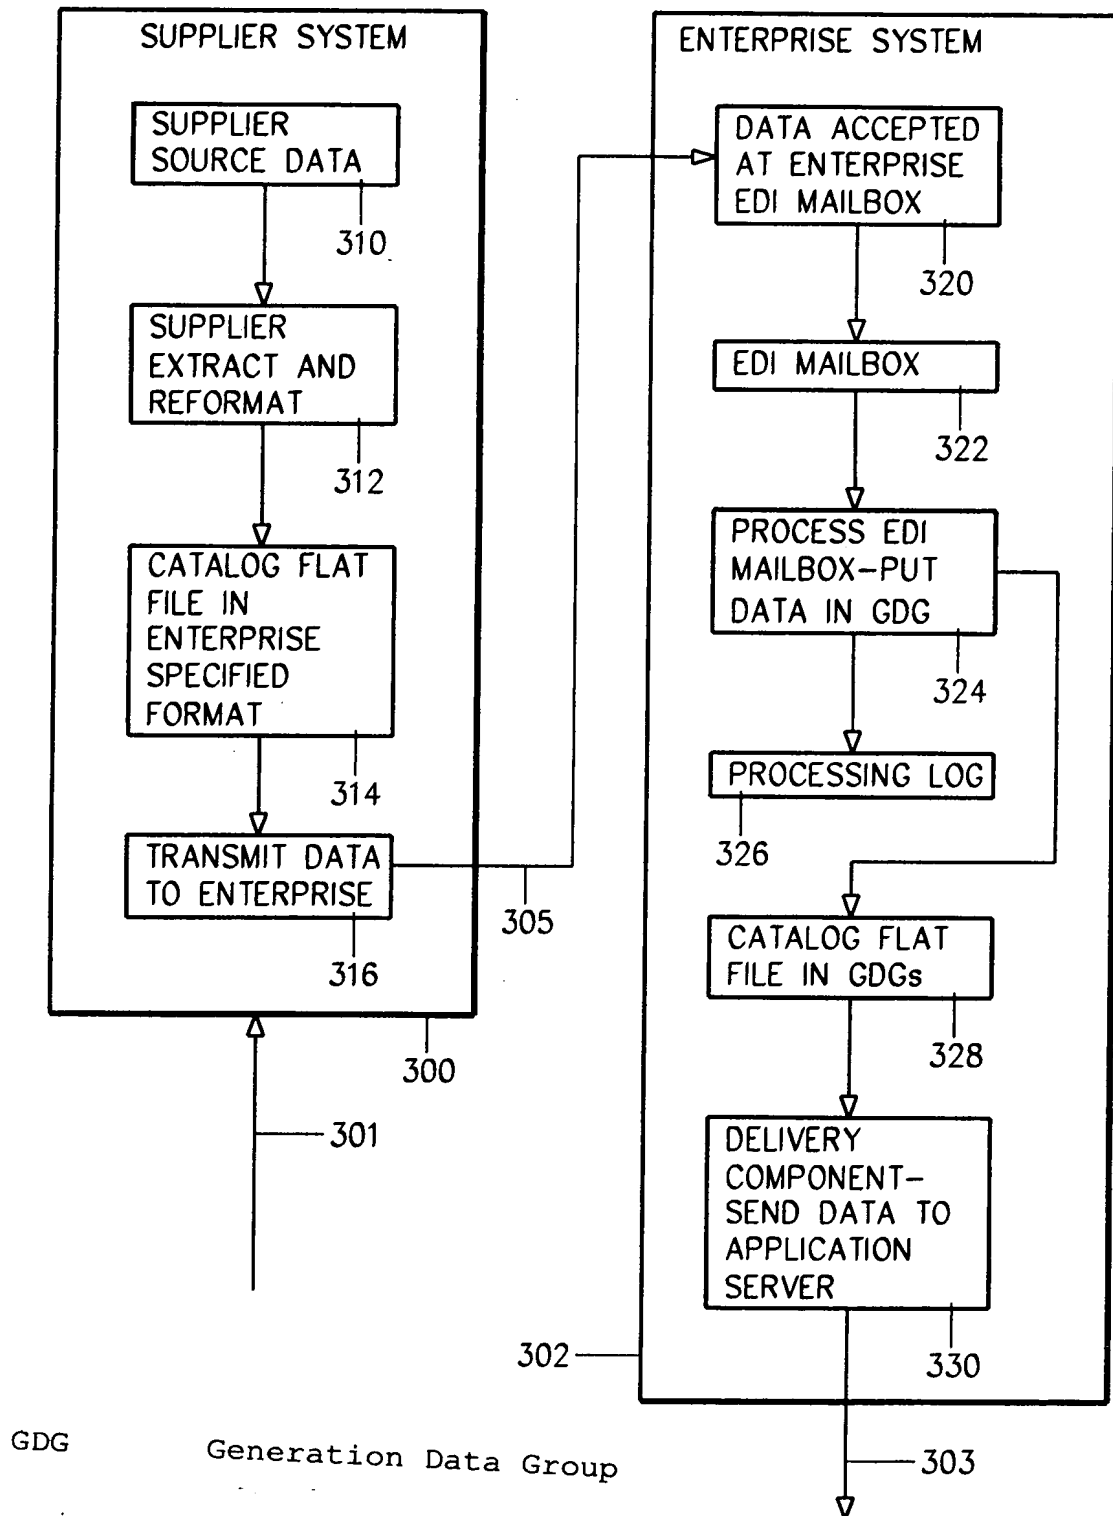 SUPPLIER SYSTEM
SUPPLIER
SOURCE DATA
310
SUPPLIER
EXTRACT AND
REFORMAT
312
CATALOG FLAT
FILE IN
ENTERPRISE
SPECIFIED
FORMAT
314
TRANSMIT DATA
TO ENTERPRISE
316
305
300
301
ENTERPRISE SYSTEM
DATA ACCEPTED
AT ENTERPRISE
EDI MAILBOX
320
EDI MAILBOX
322
PROCESS EDI
MAILBOX-PUT
DATA IN GDG
324
PROCESSING LOG
326
CATALOG FLAT
FILE IN GDGs
328
DELIVERY
COMPONENT-
SEND DATA TO
APPLICATION
SERVER
330
302
303
GDG Generation Data Group